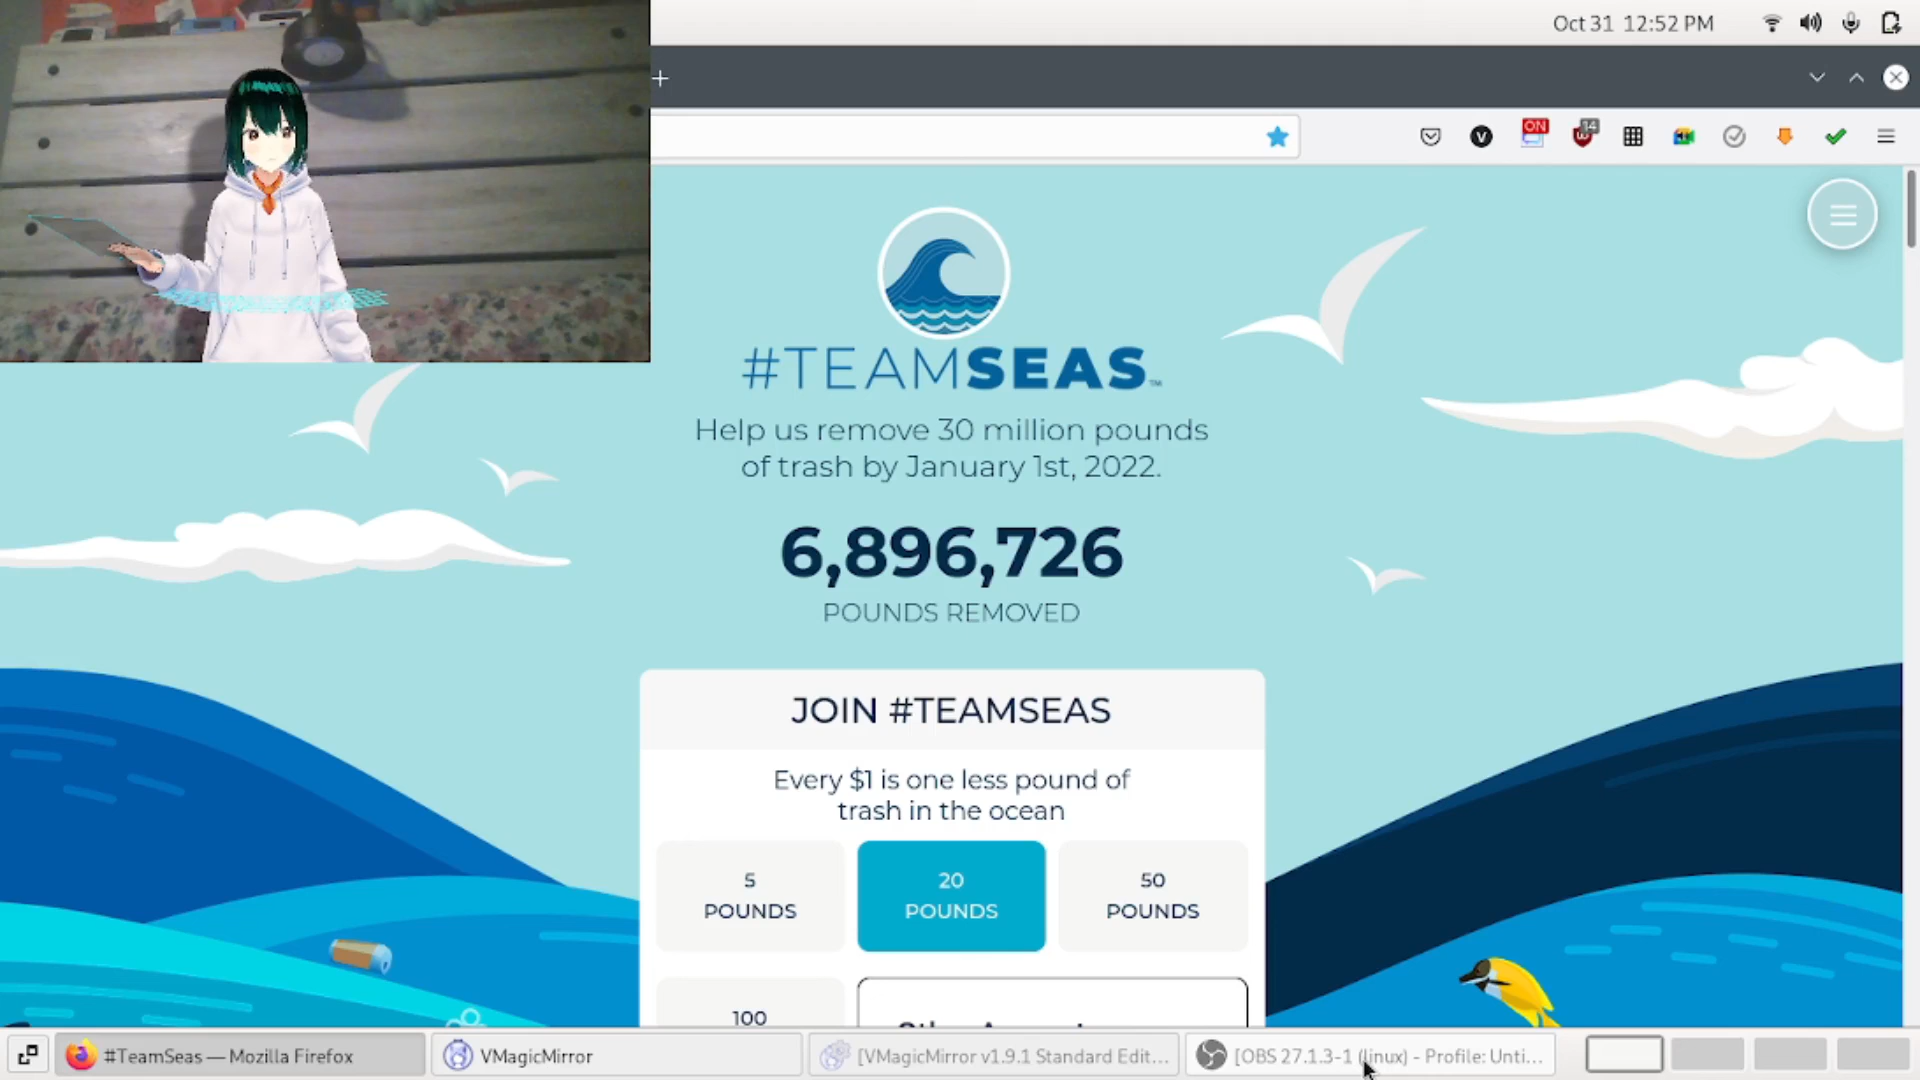 Oct 31 12:52 PM
ON
14
#TEAMSEAS™
Help us remove 30 million pounds
of trash by January 1st, 2022.
6,896,726
POUNDS REMOVED
JOIN #TEAMSEAS
Every $1 is one less pound of
trash in the ocean
5
POUNDS
20
POUNDS
50
POUNDS
100
#TeamSeas — Mozilla Firefox
VMagicMirror
[VMagicMirror v1.9.1 Standard Edit...
[OBS 27.1.3-1 (linux) - Profile: Unti...